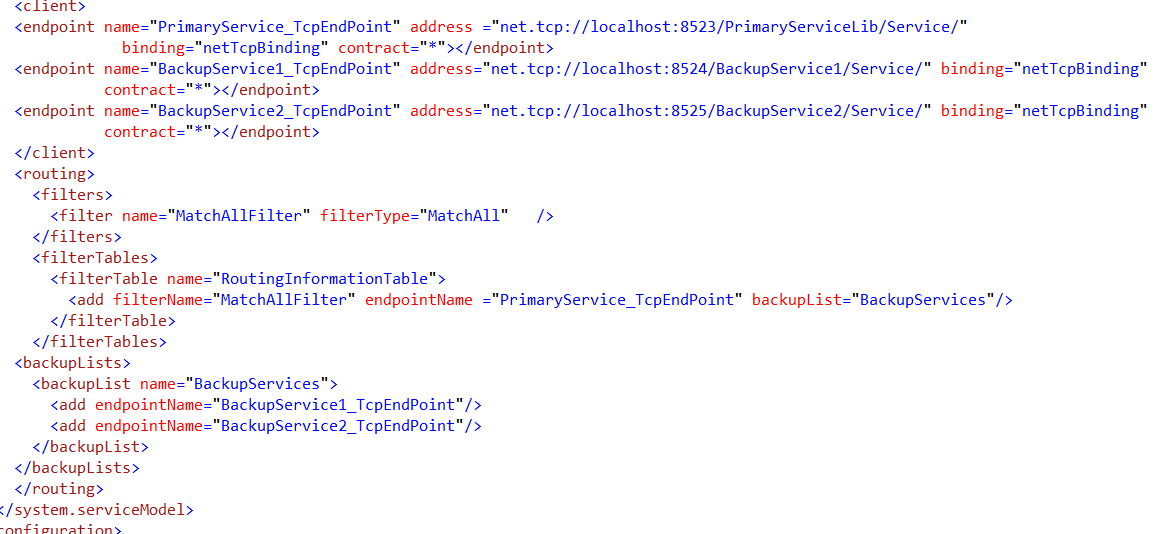 <client>
<endpoint name="PrimaryService_TcpEndPoint" address ="net.tcp://localhost:8523/PrimaryServiceLib/Service/"
binding="netTcpBinding" contract="*"></endpoint>
<endpoint name="BackupService1_TcpEndPoint" address="net.tcp://localhost:8524/BackupService1/Service/" binding="netTcpBinding"
contract="*"></endpoint>
<endpoint name="BackupService2_TcpEndPoint" address="net.tcp://localhost:8525/BackupService2/Service/" binding="netTcpBinding"
contract="*"></endpoint>
</client>
<routing>
<filters>
<filter name="MatchAllFilter" filterType="MatchAll"   />
</filters>
<filterTables>
<filterTable name="RoutingInformationTable">
<add filterName="MatchAllFilter" endpointName ="PrimaryService_TcpEndPoint" backupList="BackupServices"/>
</filterTable>
</filterTables>
<backupLists>
<backupList name="BackupServices">
<add endpointName="BackupService1_TcpEndPoint"/>
<add endpointName="BackupService2_TcpEndPoint"/>
</backupList>
</backupLists>
</routing>
</system.serviceModel>
configuration>